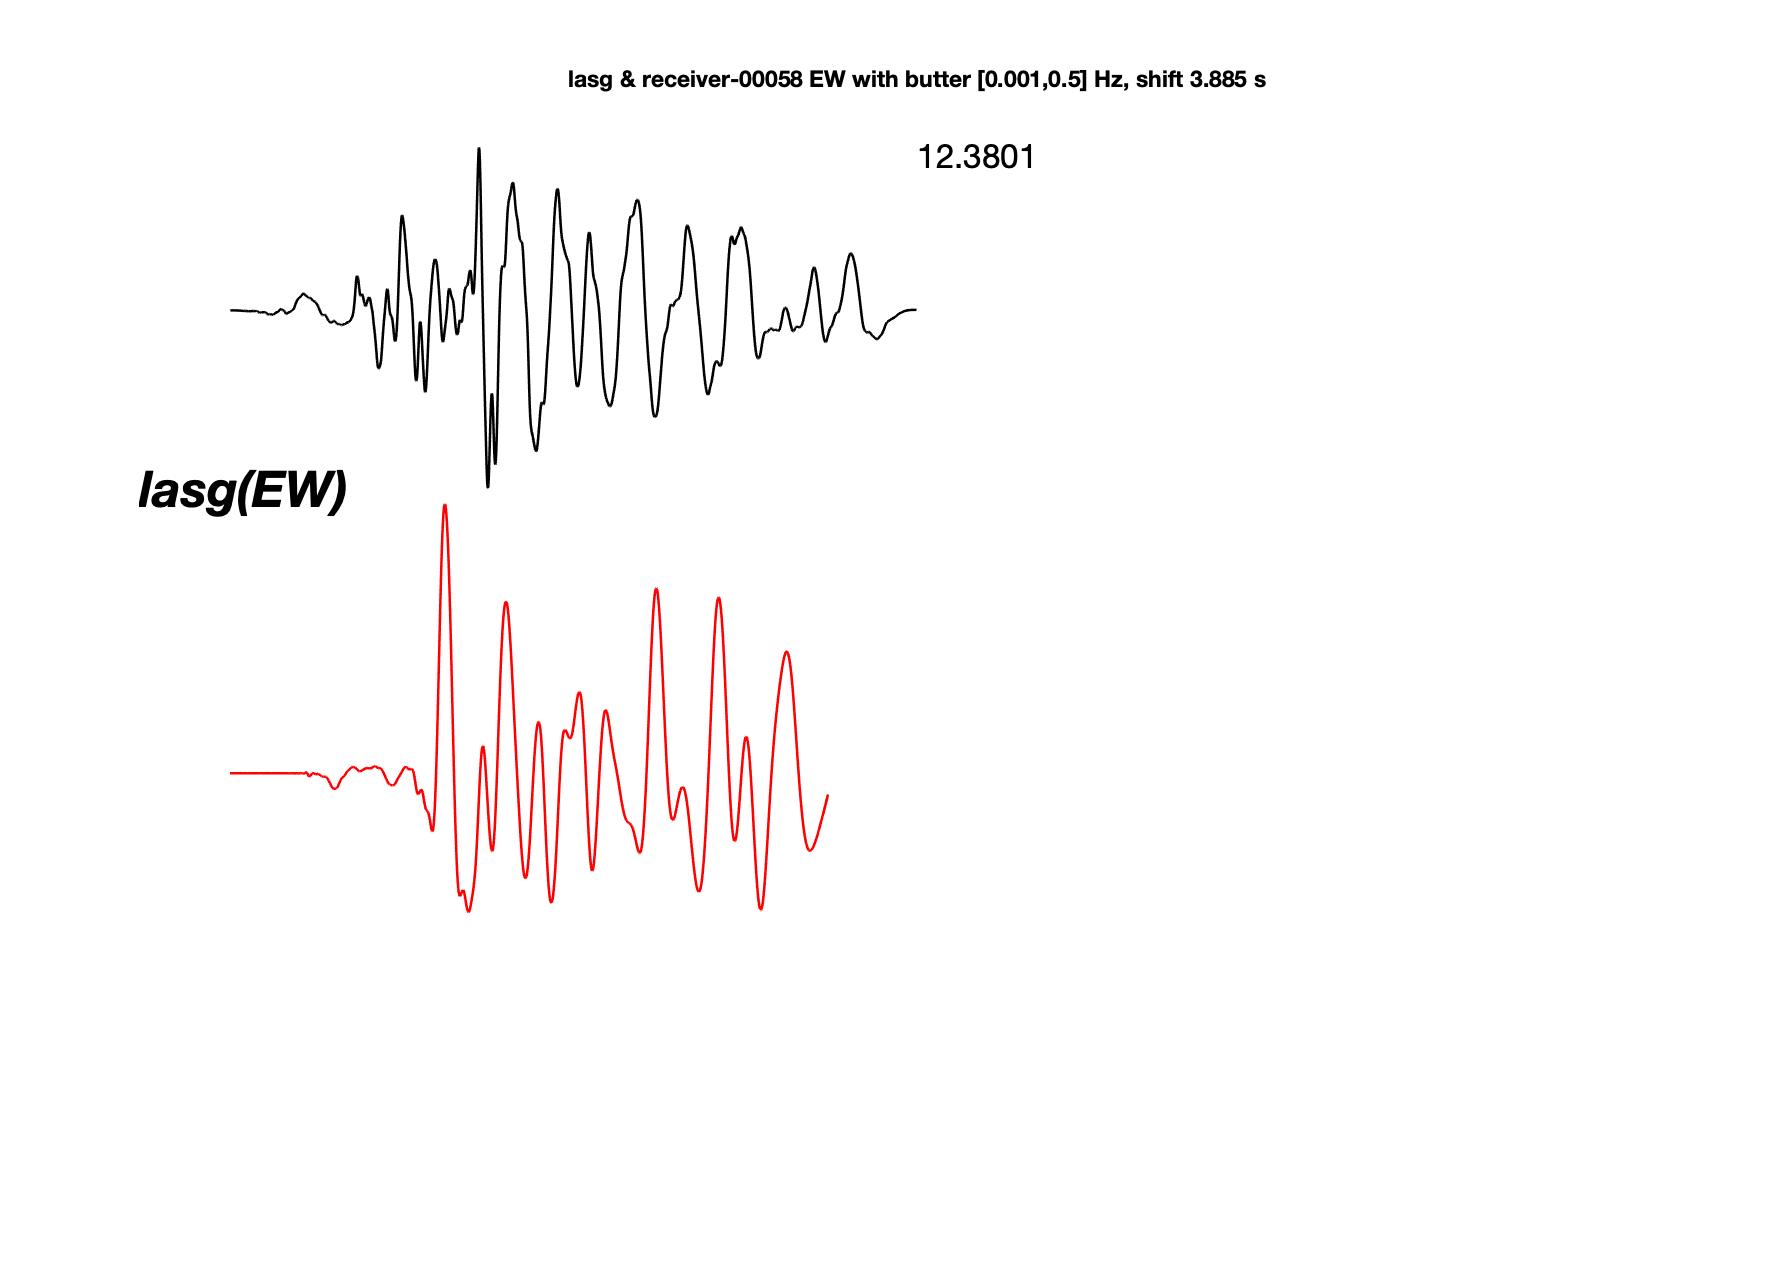 lasg & receiver-00058 EW with butter [0.001,0.5] Hz, shift 3.885 s
12.3801
lasg(EW)